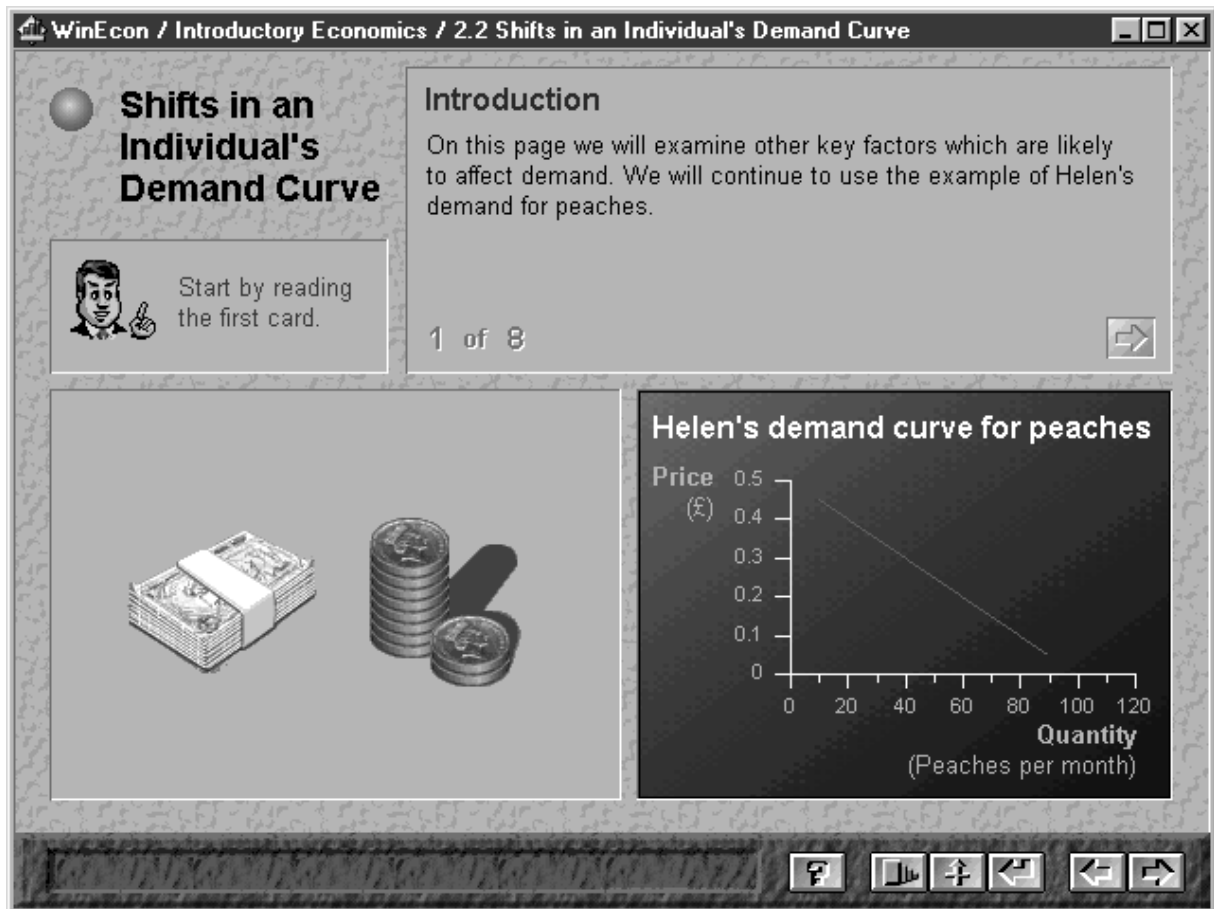 WinEcon / Introductory Economics / 2.2 Shifts in an Individual's Demand Curve
Shifts in an
Individual's
Demand Curve
Start by reading
the first card.
Introduction
On this page we will examine other key factors which are likely
to affect demand. We will continue to use the example of Helen's
demand for peaches.
1 of 8
Helen's demand curve for peaches
Price
(£)
0.5
0.4
0.3
0.2
0.1
0
0 20 40 60 80 100 120
Quantity
(Peaches per month)
?